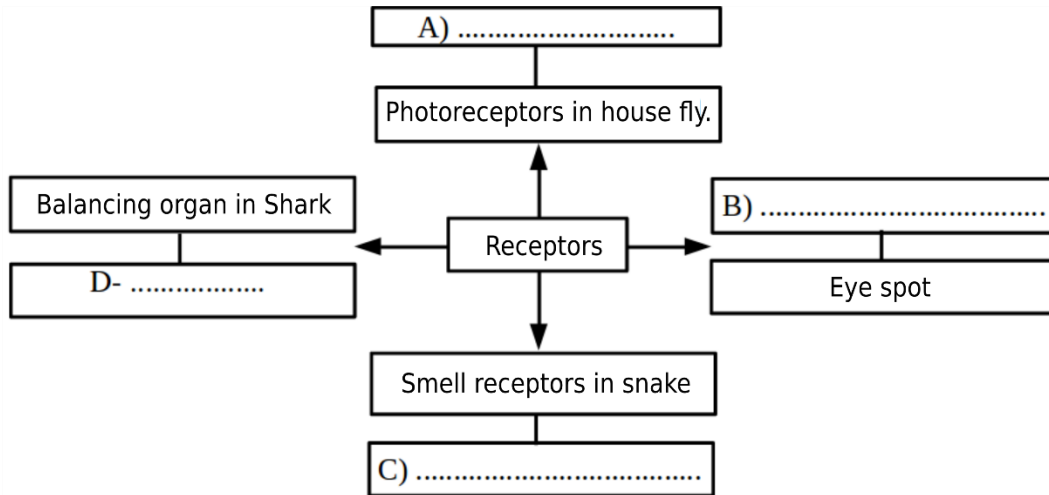 A) .............................
Photoreceptors in house fly.
Balancing organ in Shark
B) ......................................
Receptors
D- ..................
Eye spot
Smell receptors in snake
C) ......................................